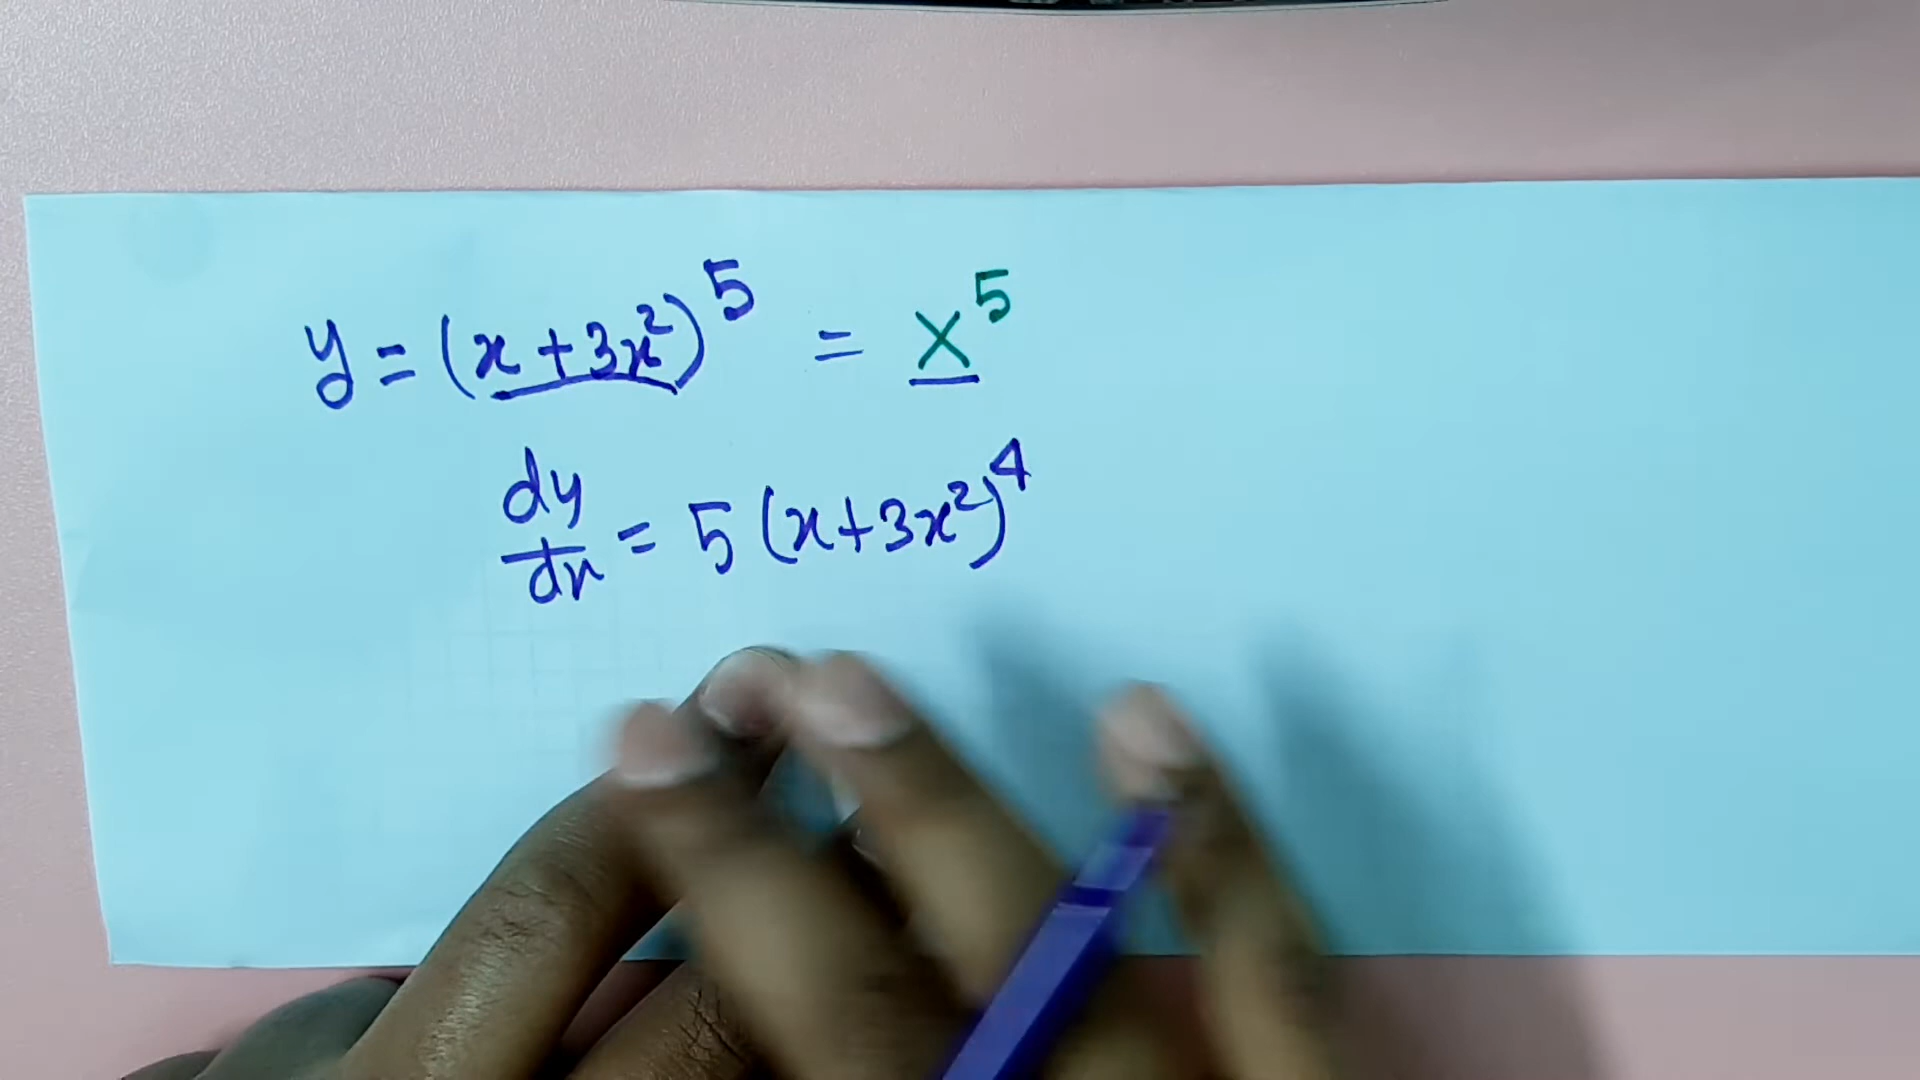 y = (x + 3x²)⁵ = X⁵
dy/dx = 5 (x + 3x²)⁴